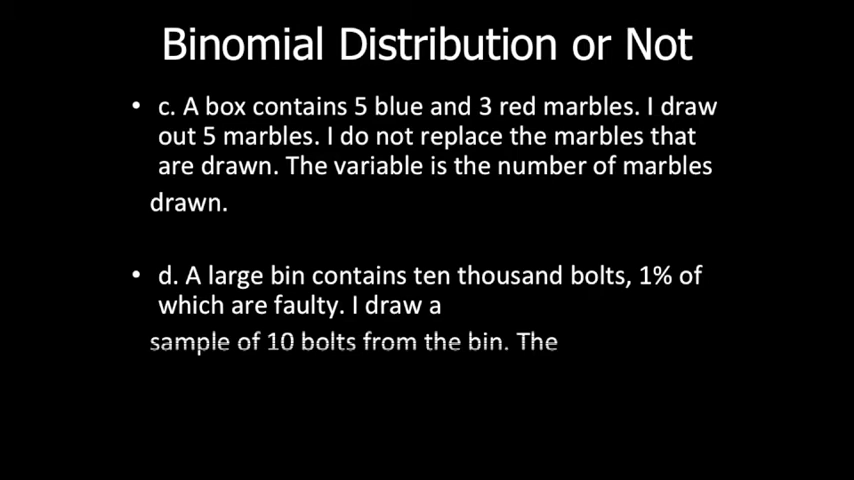 Binomial Distribution or Not
• c. A box contains 5 blue and 3 red marbles. I draw
out 5 marbles. I do not replace the marbles that
are drawn. The variable is the number of marbles
drawn.
• d. A large bin contains ten thousand bolts, 1% of
which are faulty. I draw a
sample of 10 bolts from the bin. The